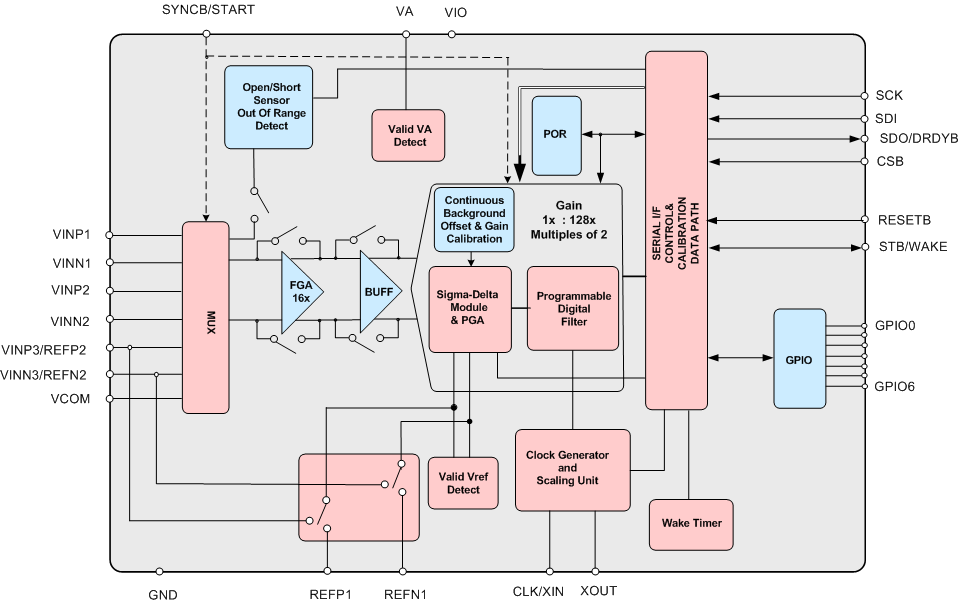 SYNCB/START
VA
VIO
Open/Short
Sensor
Out Of Range
Detect
Valid VA
Detect
POR
SCK
SDI
SDO/DRDYB
CSB
RESETB
STB/WAKE
SERIAL I/F
CONTROL&
CALIBRATION
DATA PATH
Continuous
Background
Offset & Gain
Calibration
Gain
1x : 128x
Multiples of 2
VINP1
VINN1
VINP2
VINN2
VINP3/REFP2
VINN3/REFN2
VCOM
MUX
FGA
16x
BUFF
Sigma-Delta
Module
& PGA
Programmable
Digital
Filter
GPIO
GPIO0
GPIO6
Valid Vref
Detect
Clock Generator
and
Scaling Unit
Wake Timer
GND
REFP1
REFN1
CLK/XIN
XOUT